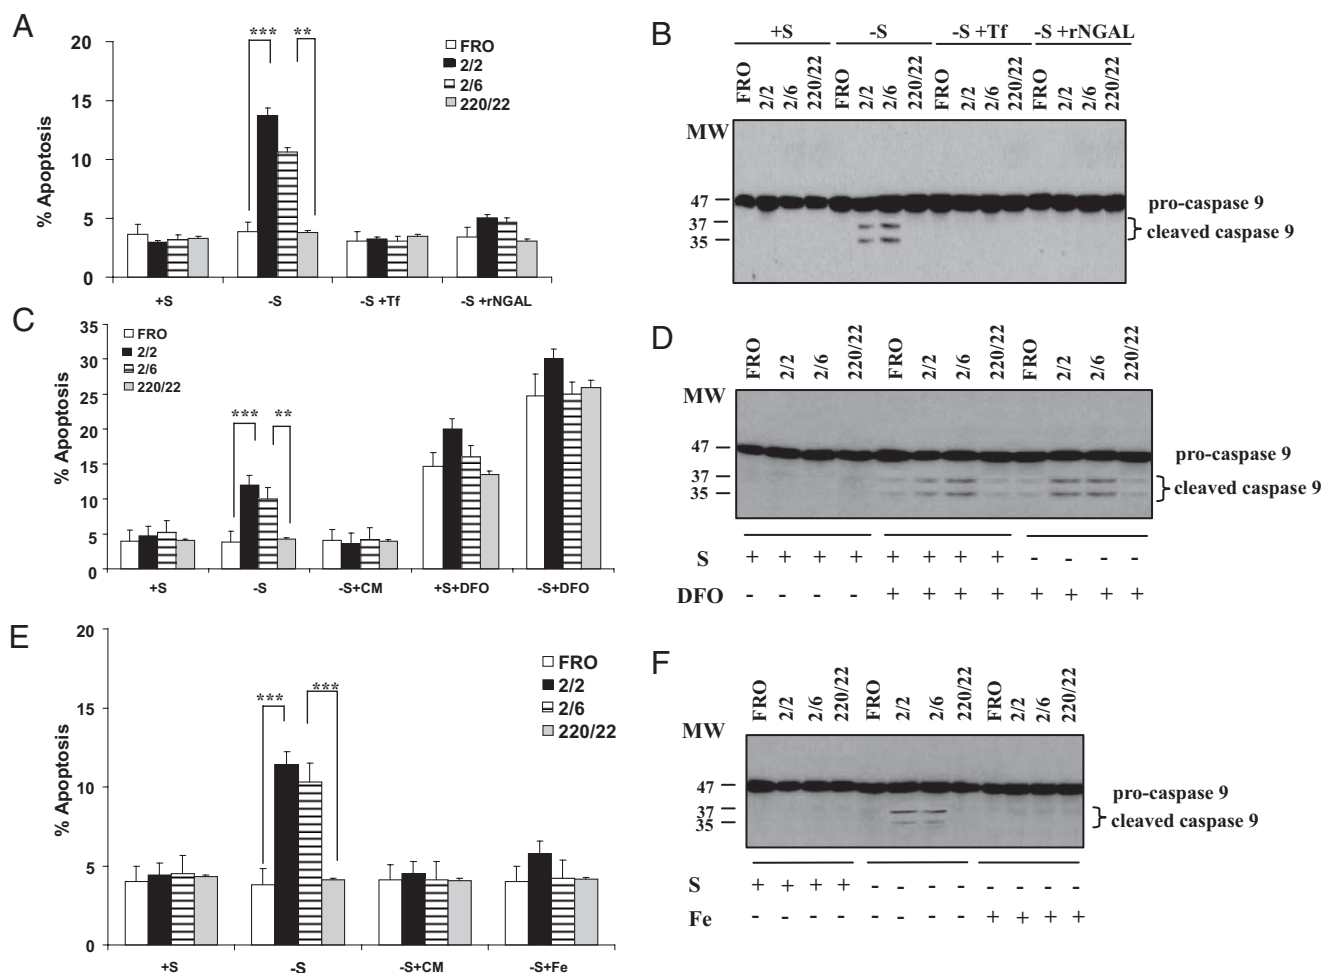 A
20
15
10
5
0
% Apoptosis
*** **
FRO
2/2
2/6
220/22
+S -S -S +Tf -S +rNGAL
B
+S -S -S +Tf -S +rNGAL
FRO 2/2 2/6 220/22 FRO 2/2 2/6 220/22 FRO 2/2 2/6 220/22 FRO 2/2 2/6 220/22
MW
47
37
35
pro-caspase 9
cleaved caspase 9
C
35
30
25
20
15
10
5
0
% Apoptosis
FRO
2/2
2/6
220/22
*** **
+S -S -S+CM +S+DFO -S+DFO
D
FRO 2/2 2/6 220/22 FRO 2/2 2/6 220/22 FRO 2/2 2/6 220/22
MW
47
37
35
pro-caspase 9
cleaved caspase 9
S + + + + + + + + - - - -
DFO - - - - + + + + + + + +
E
20
15
10
5
0
% Apoptosis
*** ***
FRO
2/2
2/6
220/22
+S -S -S+CM -S+Fe
F
FRO 2/2 2/6 220/22 FRO 2/2 2/6 220/22 FRO 2/2 2/6 220/22
MW
47
37
35
pro-caspase 9
cleaved caspase 9
S + + + + - - - - - - - -
Fe - - - - - - - - + + + +